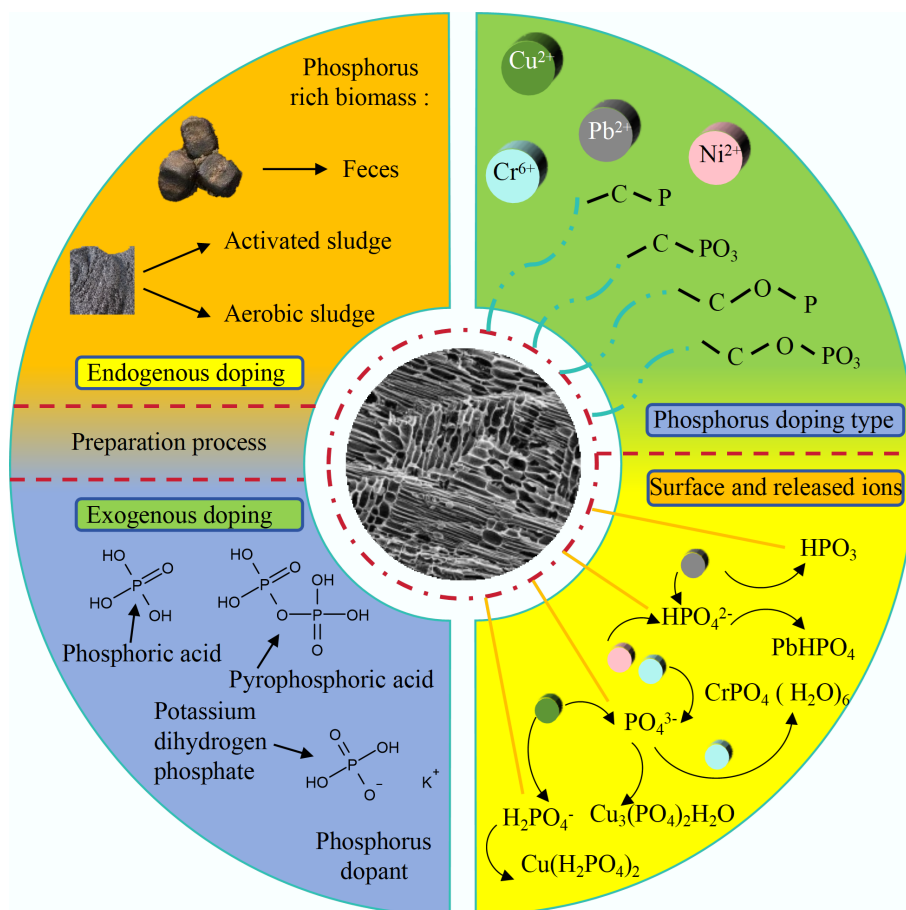 Phosphorus
rich biomass :
Feces
Activated sludge
Aerobic sludge
Endogenous doping
Preparation process
Exogenous doping
HO
HO
P
O
OH
Phosphoric acid
HO
HO
P
O
O
P
OH
OH
O
Pyrophosphoric acid
Potassium
dihydrogen
phosphate
O
OH
P
HO
O⁻
K⁺
Phosphorus
dopant
Cu²⁺
Pb²⁺
Ni²⁺
Cr⁶⁺
C P
C PO₃
C O P
C O PO₃
Phosphorus doping type
Surface and released ions
HPO₃
HPO₄²⁻
PbHPO₄
CrPO₄ ( H₂O)₆
PO₄³⁻
H₂PO₄⁻
Cu₃(PO₄)₂H₂O
Cu(H₂PO₄)₂